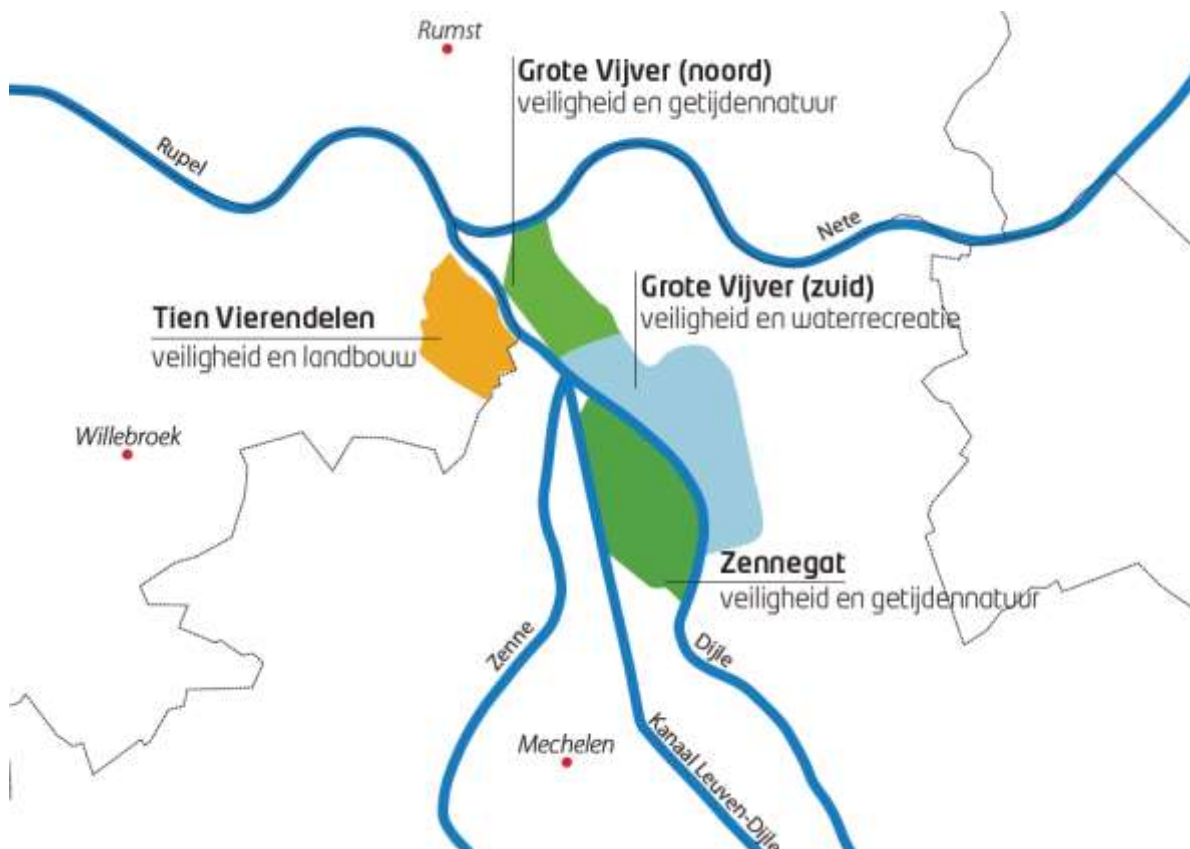 Rumst
Grote Vijver (noord)
veiligheid en getijdennatuur
Rupel
Nete
Grote Vijver (zuid)
veiligheid en waterrecreatie
Tien Vierendelen
veiligheid en landbouw
Willebroek
Zennegat
veiligheid en getijdennatuur
Zenne
Dijle
Mechelen
Kanaal Leuven-Dijle